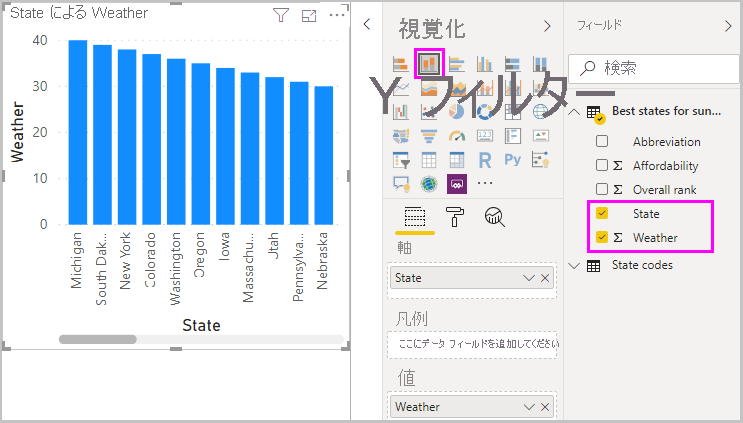 State による Weather
Weather
40
30
20
10
0
Michigan
South Dak...
New York
Colorado
Washington
Oregon
Iowa
Massachu...
Utah
Pennsylva...
Nebraska
State
視覚化
Y フィルター
R
Py
123
軸
State
凡例
ここにデータ フィールドを追加してください
値
Weather
フィールド
検索
Best states for sun...
Abbreviation
Affordability
Overall rank
State
Weather
State codes